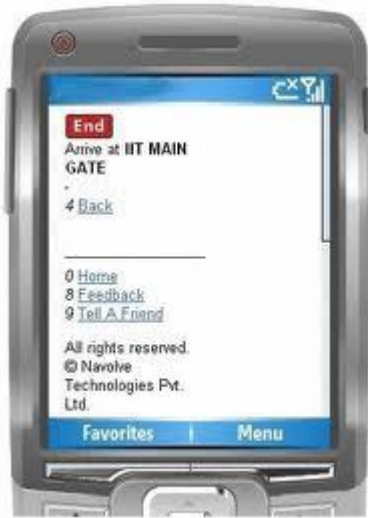 End
Arrive at IIT MAIN
GATE
-
4 Back
0 Home
8 Feedback
9 Tell A Friend
All rights reserved.
© Navolve
Technologies Pvt.
Ltd.
Favorites | Menu